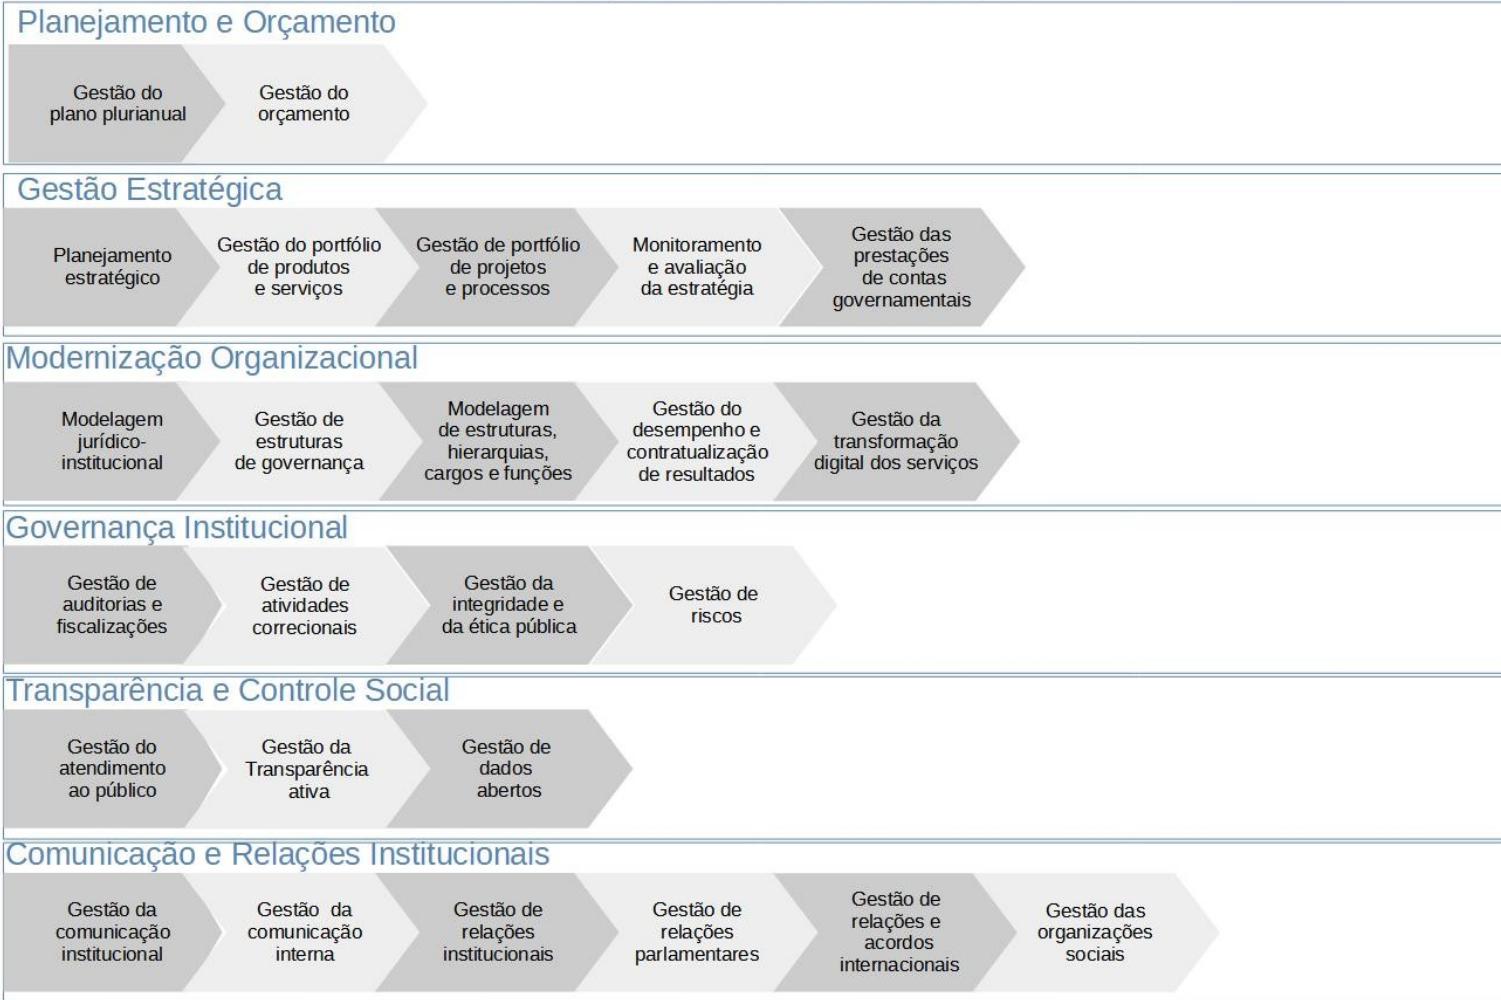 Planejamento e Orçamento
Gestão do
plano plurianual
Gestão do
orçamento
Gestão Estratégica
Planejamento
estratégico
Gestão do portfólio
de produtos
e serviços
Gestão de portfólio
de projetos
e processos
Monitoramento
e avaliação
da estratégia
Gestão das
prestações
de contas
governamentais
Modernização Organizacional
Modelagem
jurídico-
institucional
Gestão de
estruturas
de governança
Modelagem
de estruturas,
hierarquias,
cargos e funções
Gestão do
desempenho e
contratualização
de resultados
Gestão da
transformação
digital dos serviços
Governança Institucional
Gestão de
auditorias e
fiscalizações
Gestão de
atividades
correcionais
Gestão da
integridade e
da ética pública
Gestão de
riscos
Transparência e Controle Social
Gestão do
atendimento
ao público
Gestão da
Transparência
ativa
Gestão de
dados
abertos
Comunicação e Relações Institucionais
Gestão da
comunicação
institucional
Gestão da
comunicação
interna
Gestão de
relações
institucionais
Gestão de
relações
parlamentares
Gestão de
relações e
acordos
internacionais
Gestão das
organizações
sociais